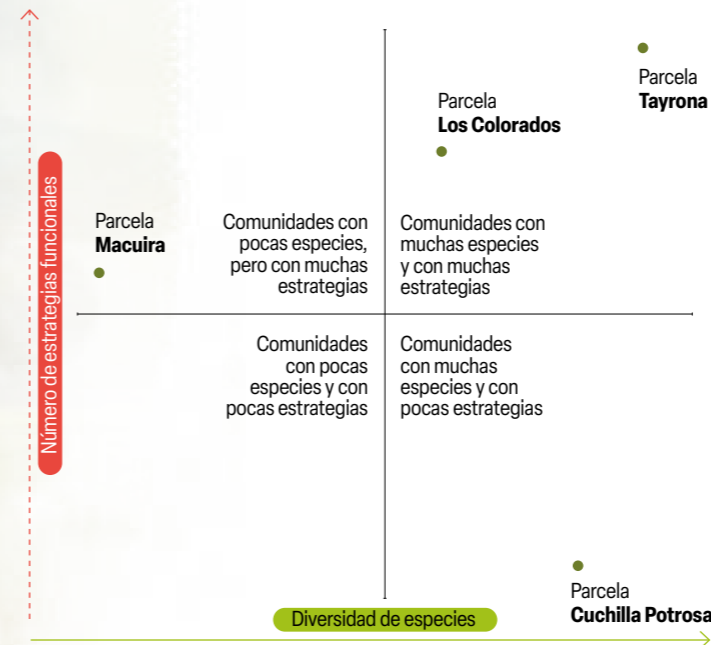 Parcela
Tayrona
Parcela
Los Colorados
Número de estrategias funcionales
Parcela
Macuira
Comunidades con
pocas especies,
pero con muchas
estrategias
Comunidades con
muchas especies
y con muchas
estrategias
Comunidades
con pocas
especies y con
pocas estrategias
Comunidades
con muchas
especies y con
pocas estrategias
Parcela
Cuchilla Potrosa
Diversidad de especies